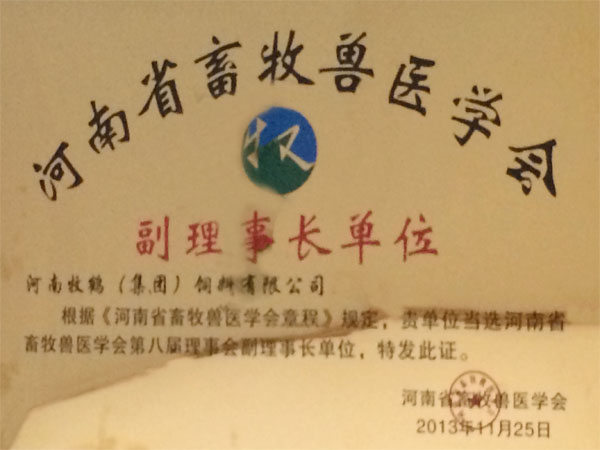 河南省畜牧兽医学会
牧
副理事长单位
河南牧鹤（集团）饲料有限公司
根据《河南省畜牧兽医学会章程》规定，贵单位当选河南省
畜牧兽医学会第八届理事会副理事长单位，特发此证。
河南省畜牧兽医学会
2013年11月25日